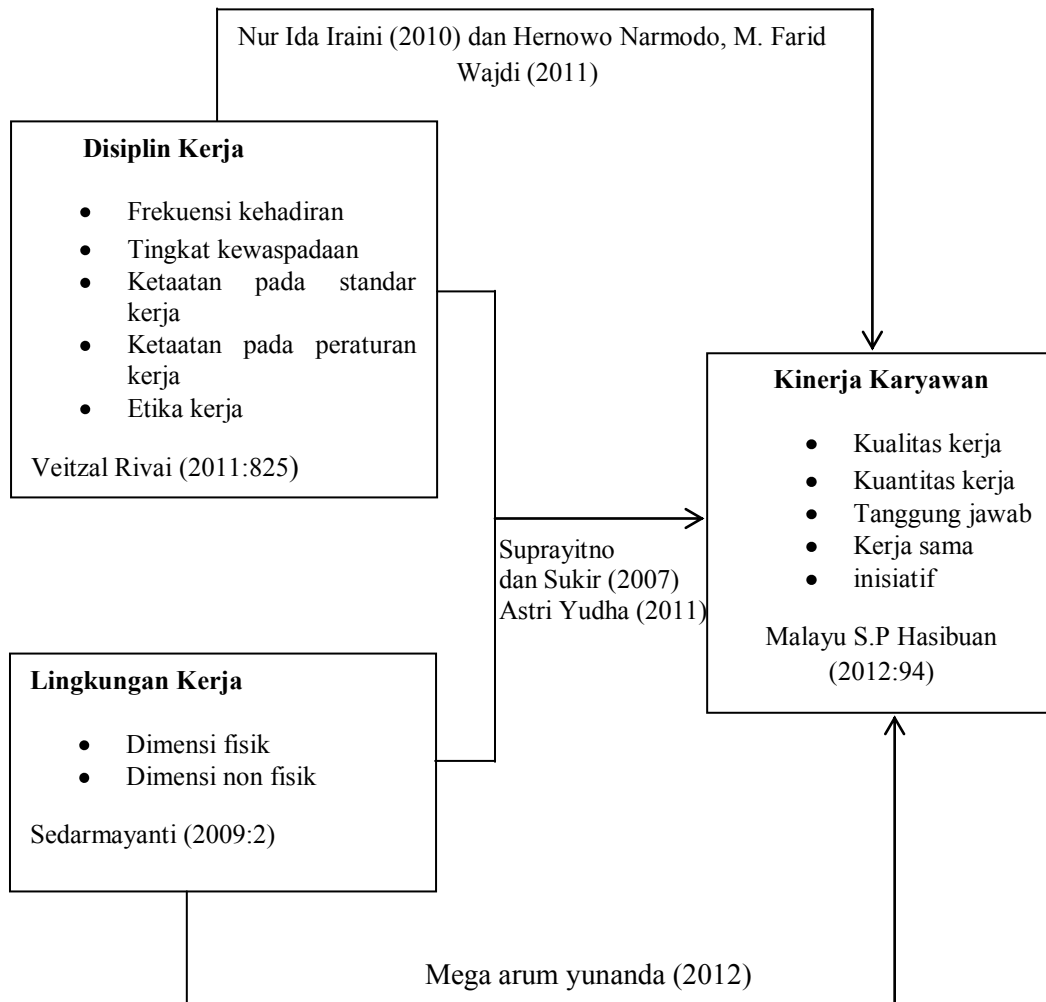 Nur Ida Iraini (2010) dan Hernowo Narmodo, M. Farid
Wajdi (2011)
Disiplin Kerja
● Frekuensi kehadiran
● Tingkat kewaspadaan
● Ketaatan pada standar
kerja
● Ketaatan pada peraturan
kerja
● Etika kerja
Veitzal Rivai (2011:825)
Kinerja Karyawan
● Kualitas kerja
● Kuantitas kerja
● Tanggung jawab
● Kerja sama
● inisiatif
Malayu S.P Hasibuan
(2012:94)
Suprayitno
dan Sukir (2007)
Astri Yudha (2011)
Lingkungan Kerja
● Dimensi fisik
● Dimensi non fisik
Sedarmayanti (2009:2)
Mega arum yunanda (2012)